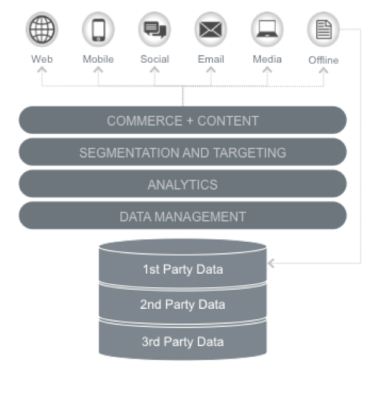 Web Mobile Social Email Media Offline
COMMERCE + CONTENT
SEGMENTATION AND TARGETING
ANALYTICS
DATA MANAGEMENT
1st Party Data
2nd Party Data
3rd Party Data